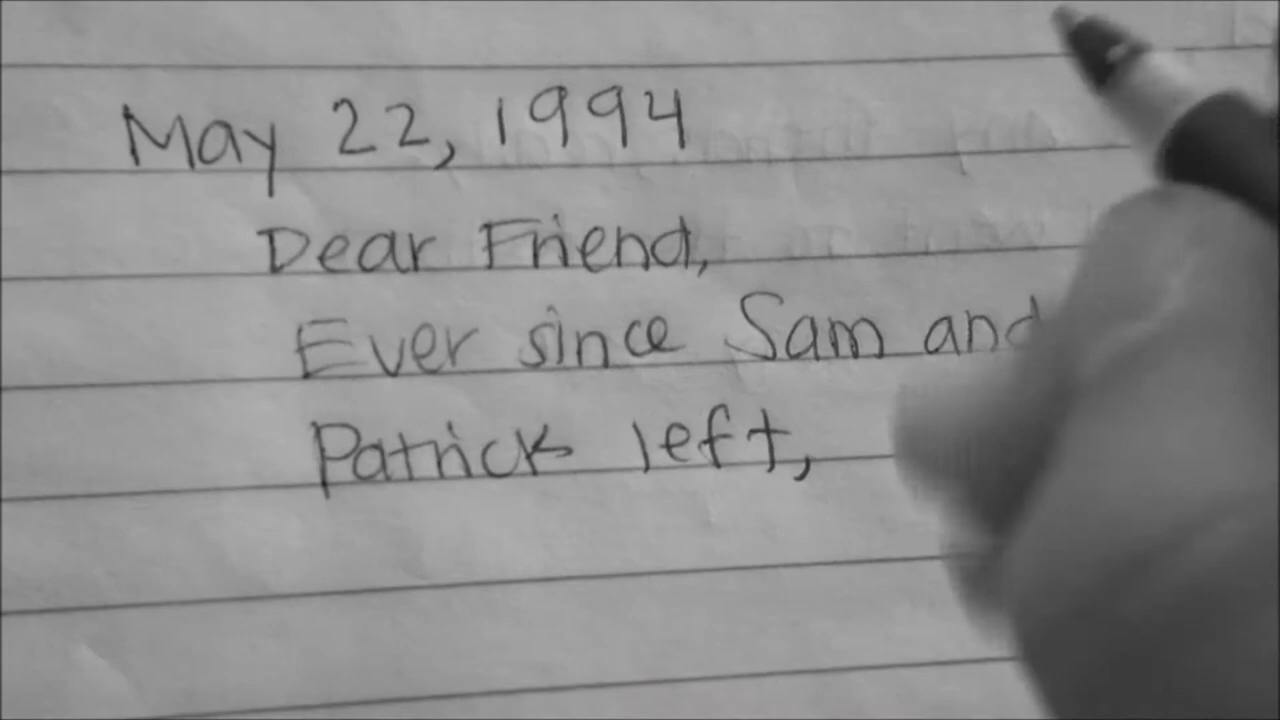 May 22, 1994
Dear Friend,
Ever since Sam and
Patrick left,